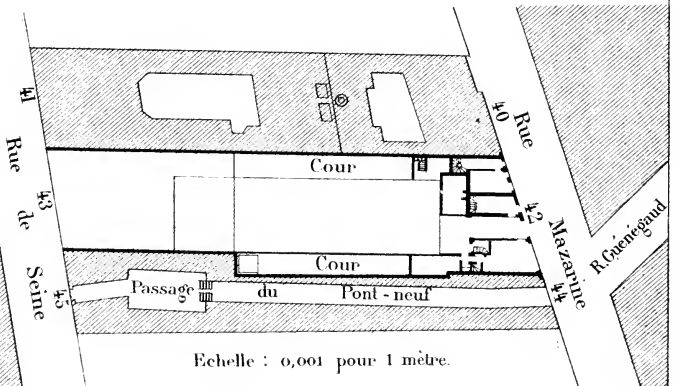 41
Rue
43
de
Seine
45
Cour
Cour
Passage du Pont-neuf
40
Rue
42
Mazarine
44
R. Guénégaud
Echelle : 0,001 pour 1 mètre.